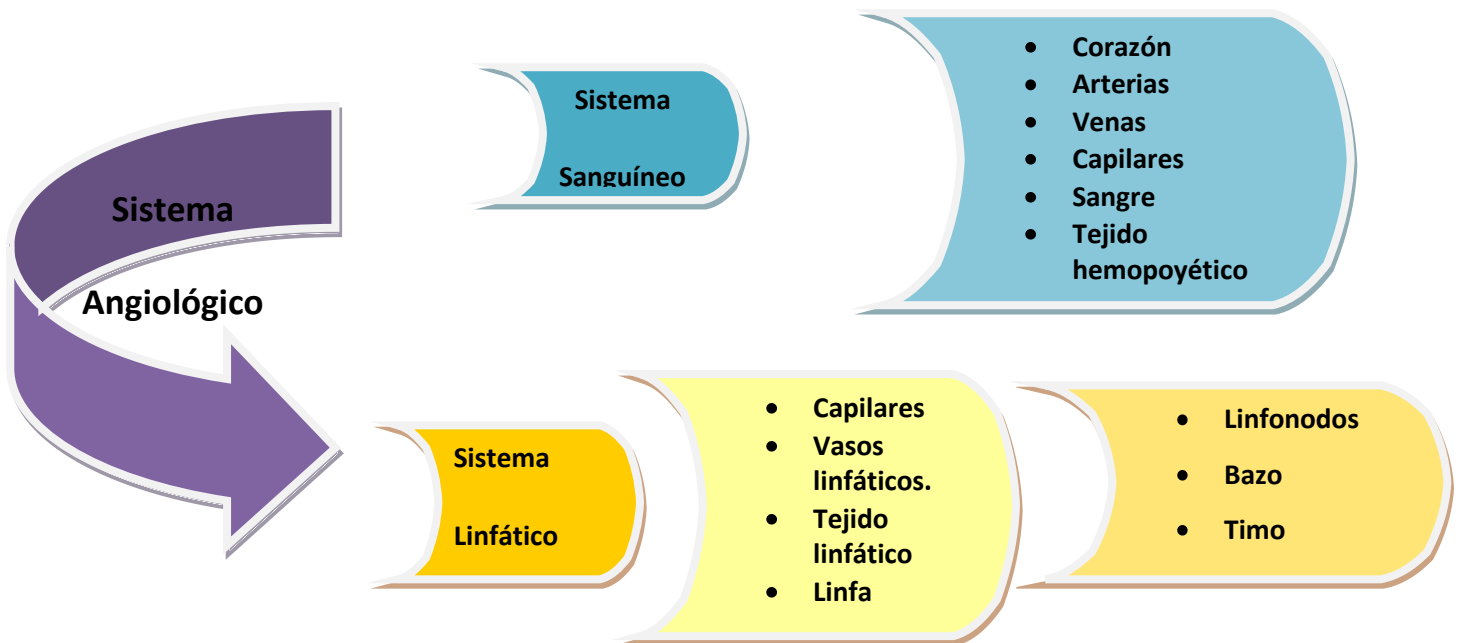 Sistema
Angiológico
Sistema
Sanguíneo
• Corazón
• Arterias
• Venas
• Capilares
• Sangre
• Tejido
hemopoyético
Sistema
Linfático
• Capilares
• Vasos
linfáticos.
• Tejido
linfático
• Linfa
• Linfonodos
• Bazo
• Timo